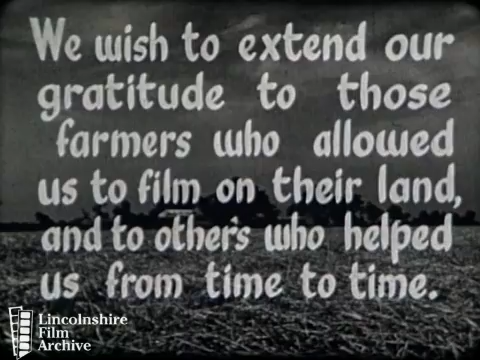 We wish to extend our
gratitude to those
farmers who allowed
us to film on their land,
and to other's who helped
us from time to time.
Lincolnshire
Film
Archive